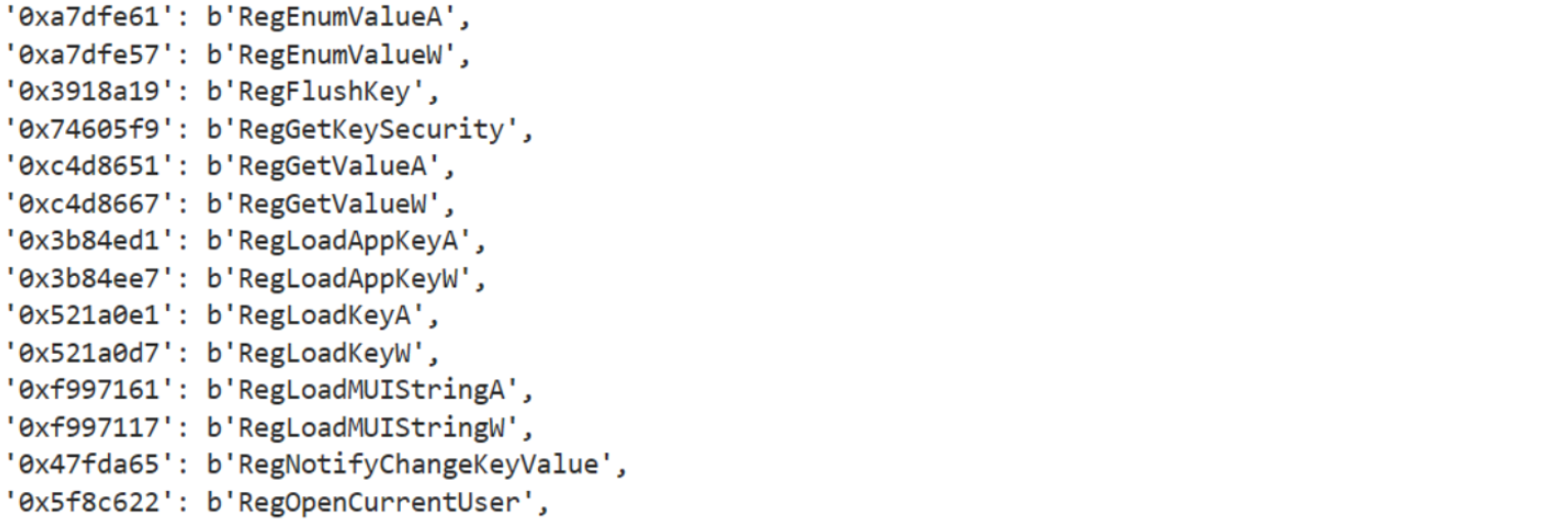 '0xa7dfe61': b'RegEnumValueA',
'0xa7dfe57': b'RegEnumValueW',
'0x3918a19': b'RegFlushKey',
'0x74605f9': b'RegGetKeySecurity',
'0xc4d8651': b'RegGetValueA',
'0xc4d8667': b'RegGetValueW',
'0x3b84ed1': b'RegLoadAppKeyA',
'0x3b84ee7': b'RegLoadAppKeyW',
'0x521a0e1': b'RegLoadKeyA',
'0x521a0d7': b'RegLoadKeyW',
'0xf997161': b'RegLoadMUIStringA',
'0xf997117': b'RegLoadMUIStringW',
'0x47fda65': b'RegNotifyChangeKeyValue',
'0x5f8c622': b'RegOpenCurrentUser',